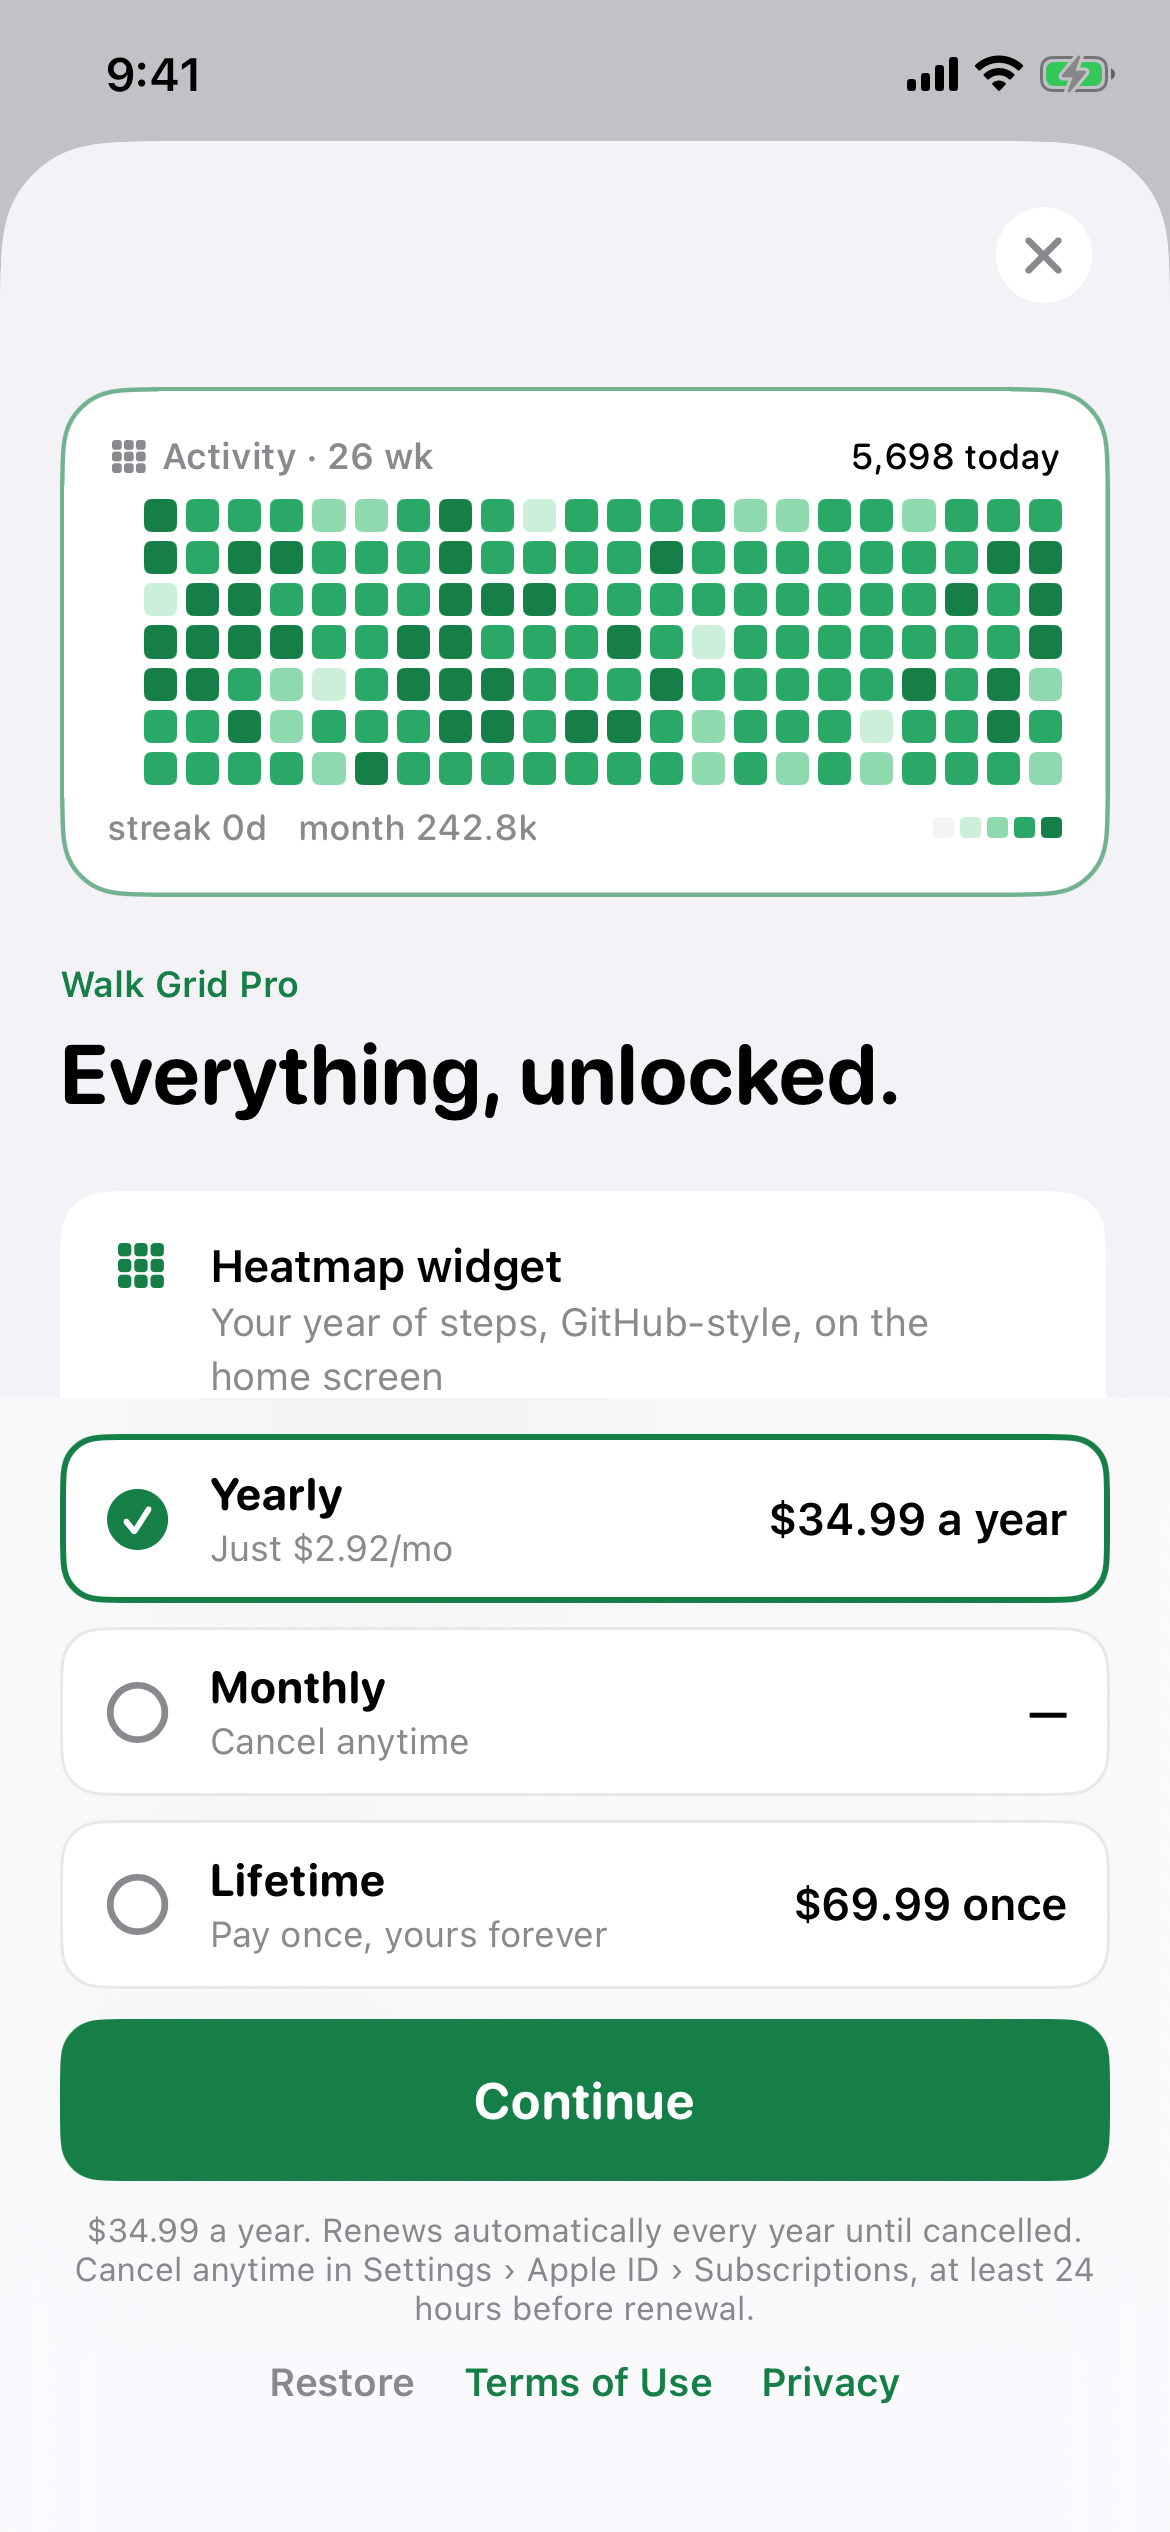 9:41
Activity · 26 wk
5,698 today
streak 0d month 242.8k
Walk Grid Pro
Everything, unlocked.
Heatmap widget
Your year of steps, GitHub-style, on the
home screen
Yearly
Just $2.92/mo
$34.99 a year
Monthly
Cancel anytime
—
Lifetime
Pay once, yours forever
$69.99 once
Continue
$34.99 a year. Renews automatically every year until cancelled.
Cancel anytime in Settings › Apple ID › Subscriptions, at least 24
hours before renewal.
Restore Terms of Use Privacy